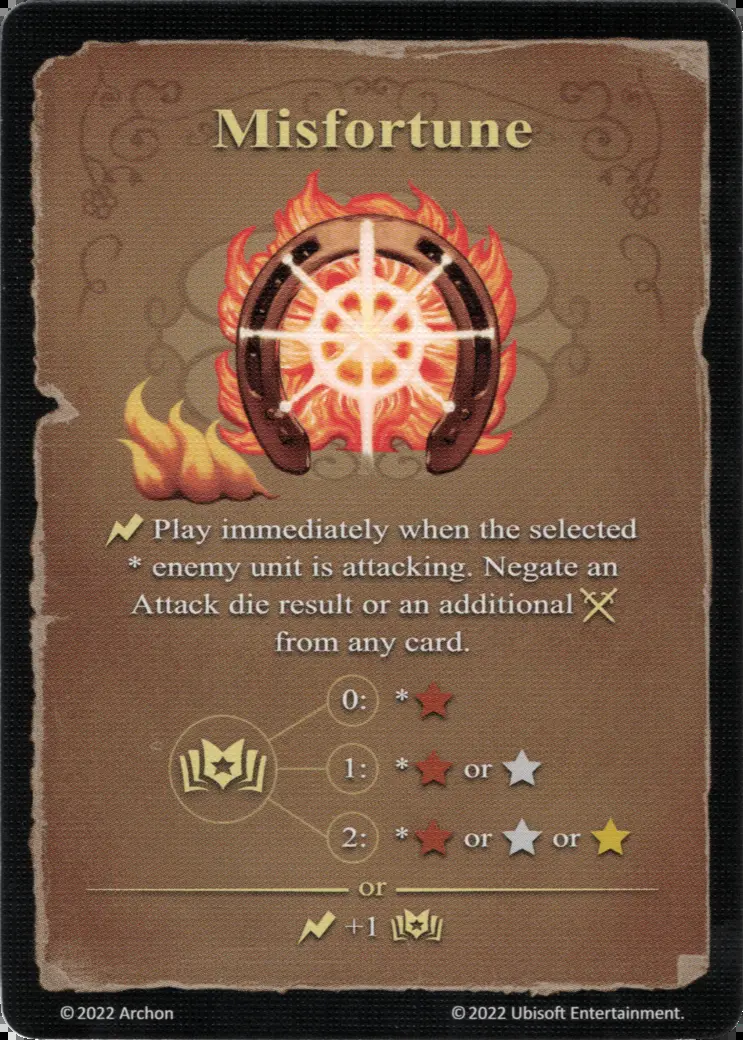 Misfortune
Play immediately when the selected
* enemy unit is attacking. Negate an
Attack die result or an additional
from any card.
0: *
1: * or
2: * or or
or
+1
© 2022 Archon © 2022 Ubisoft Entertainment.